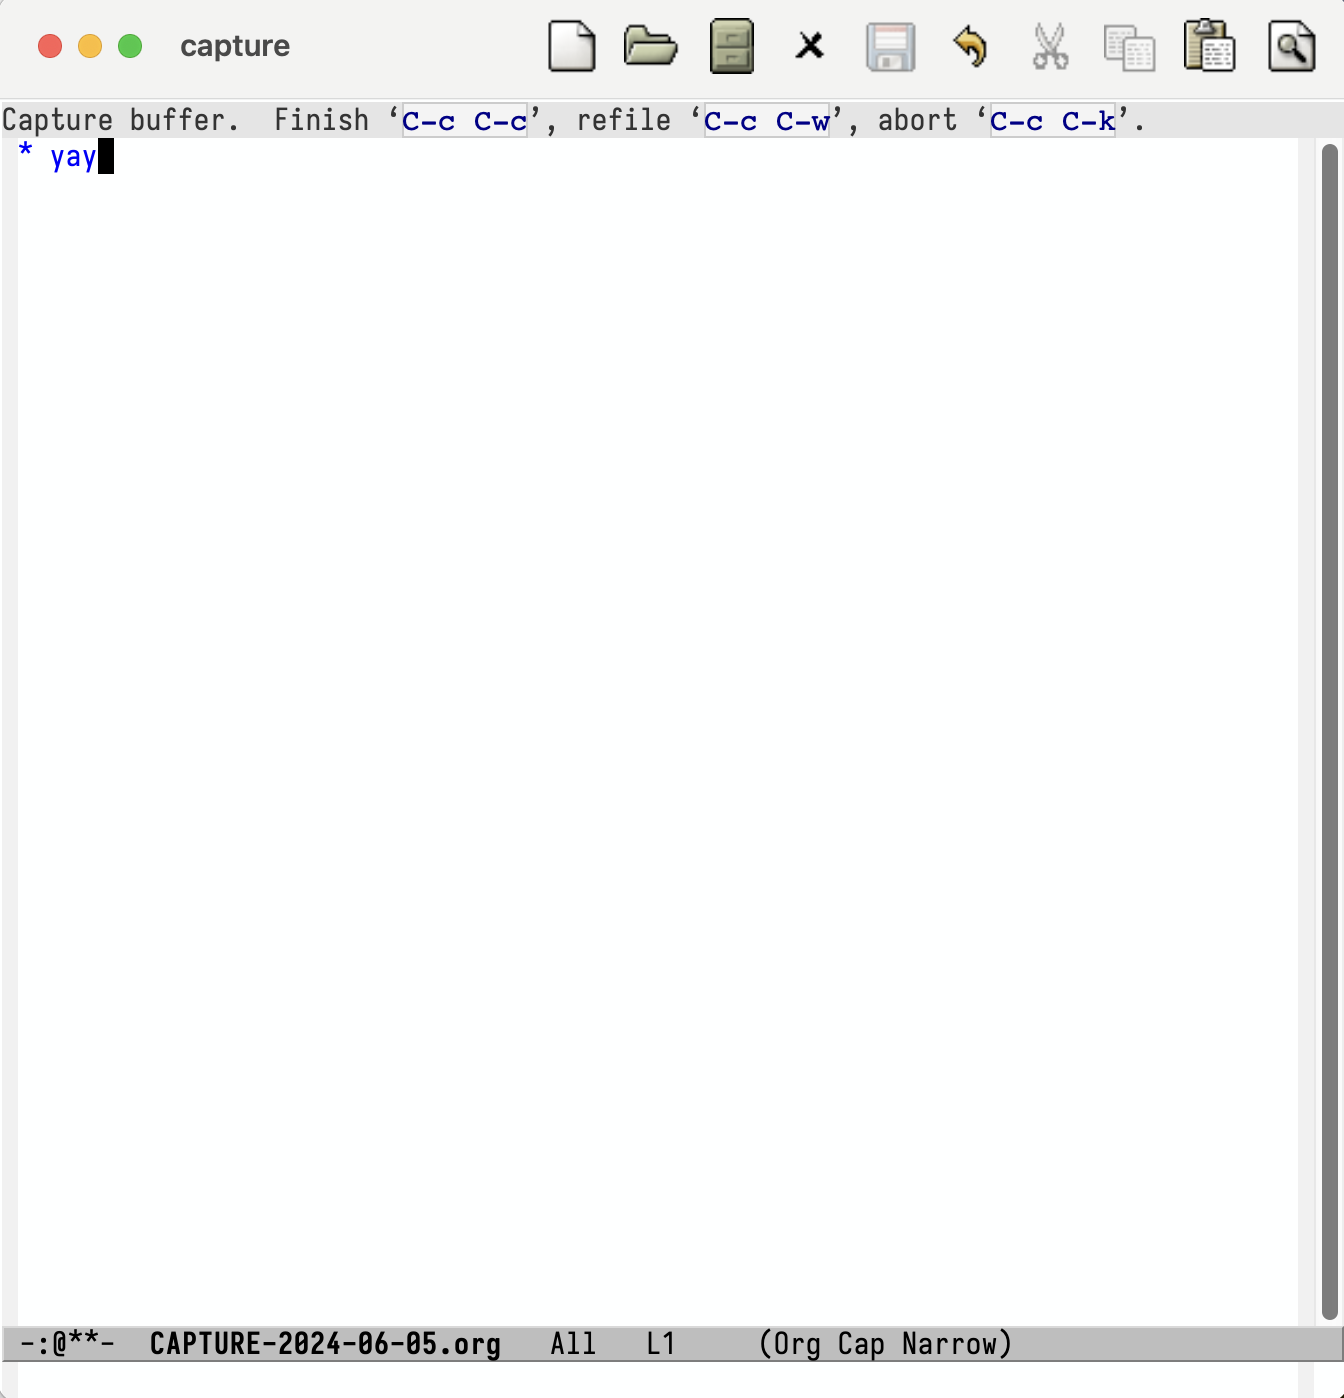 capture
Capture buffer.  Finish ‘C-c C-c’, refile ‘C-c C-w’, abort ‘C-c C-k’.
* yay
-:@**-  CAPTURE-2024-06-05.org   All   L1     (Org Cap Narrow)